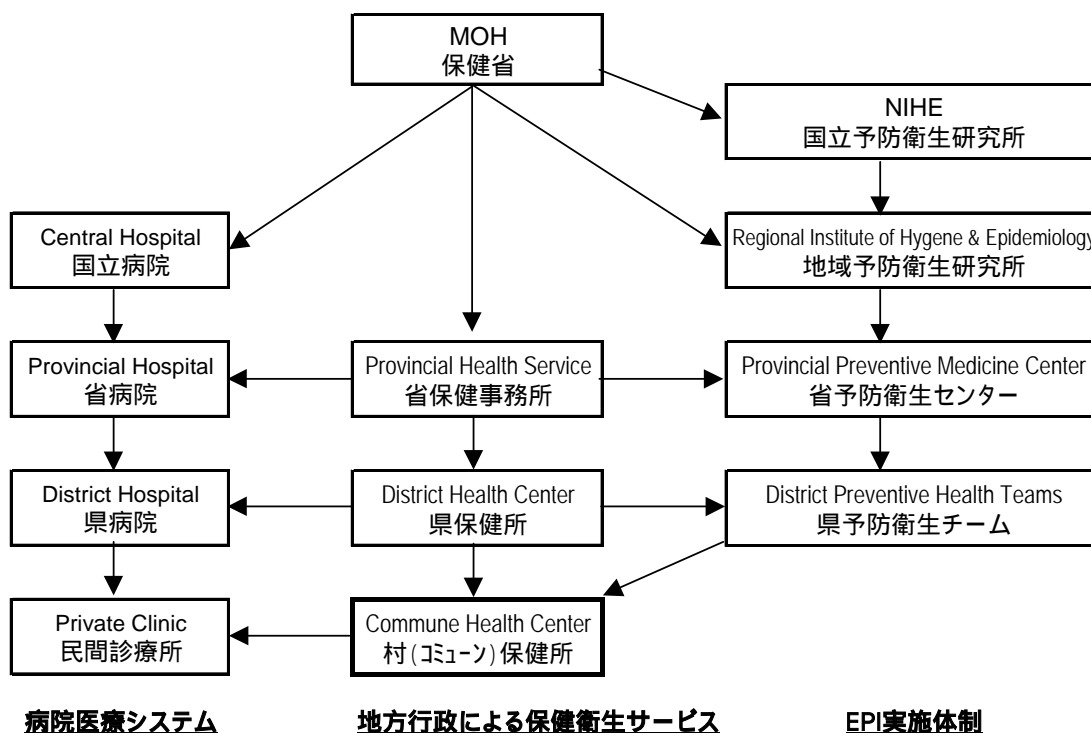 MOH
保健省
NIHE
国立予防衛生研究所
Central Hospital
国立病院
Regional Institute of Hygene & Epidemiology
地域予防衛生研究所
Provincial Hospital
省病院
Provincial Health Service
省保健事務所
Provincial Preventive Medicine Center
省予防衛生センター
District Hospital
県病院
District Health Center
県保健所
District Preventive Health Teams
県予防衛生チーム
Private Clinic
民間診療所
Commune Health Center
村(ｺﾐｭｰﾝ)保健所
病院医療システム
地方行政による保健衛生サービス
EPI実施体制